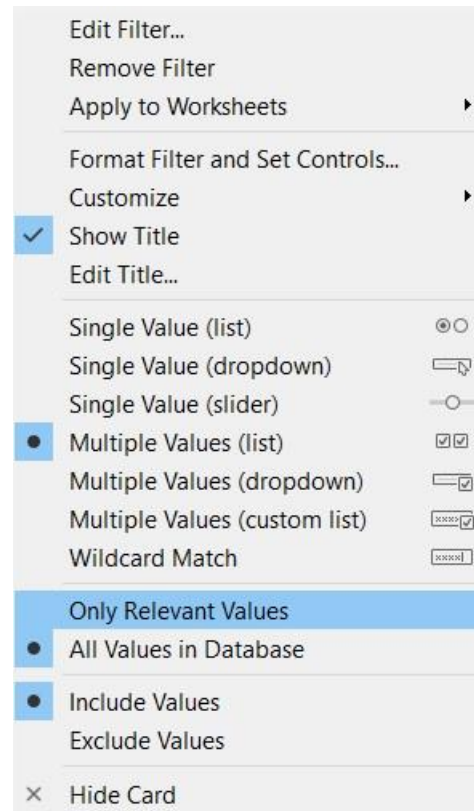 Edit Filter...
Remove Filter
Apply to Worksheets
Format Filter and Set Controls...
Customize
Show Title
Edit Title...
Single Value (list)
Single Value (dropdown)
Single Value (slider)
Multiple Values (list)
Multiple Values (dropdown)
Multiple Values (custom list)
Wildcard Match
Only Relevant Values
All Values in Database
Include Values
Exclude Values
Hide Card